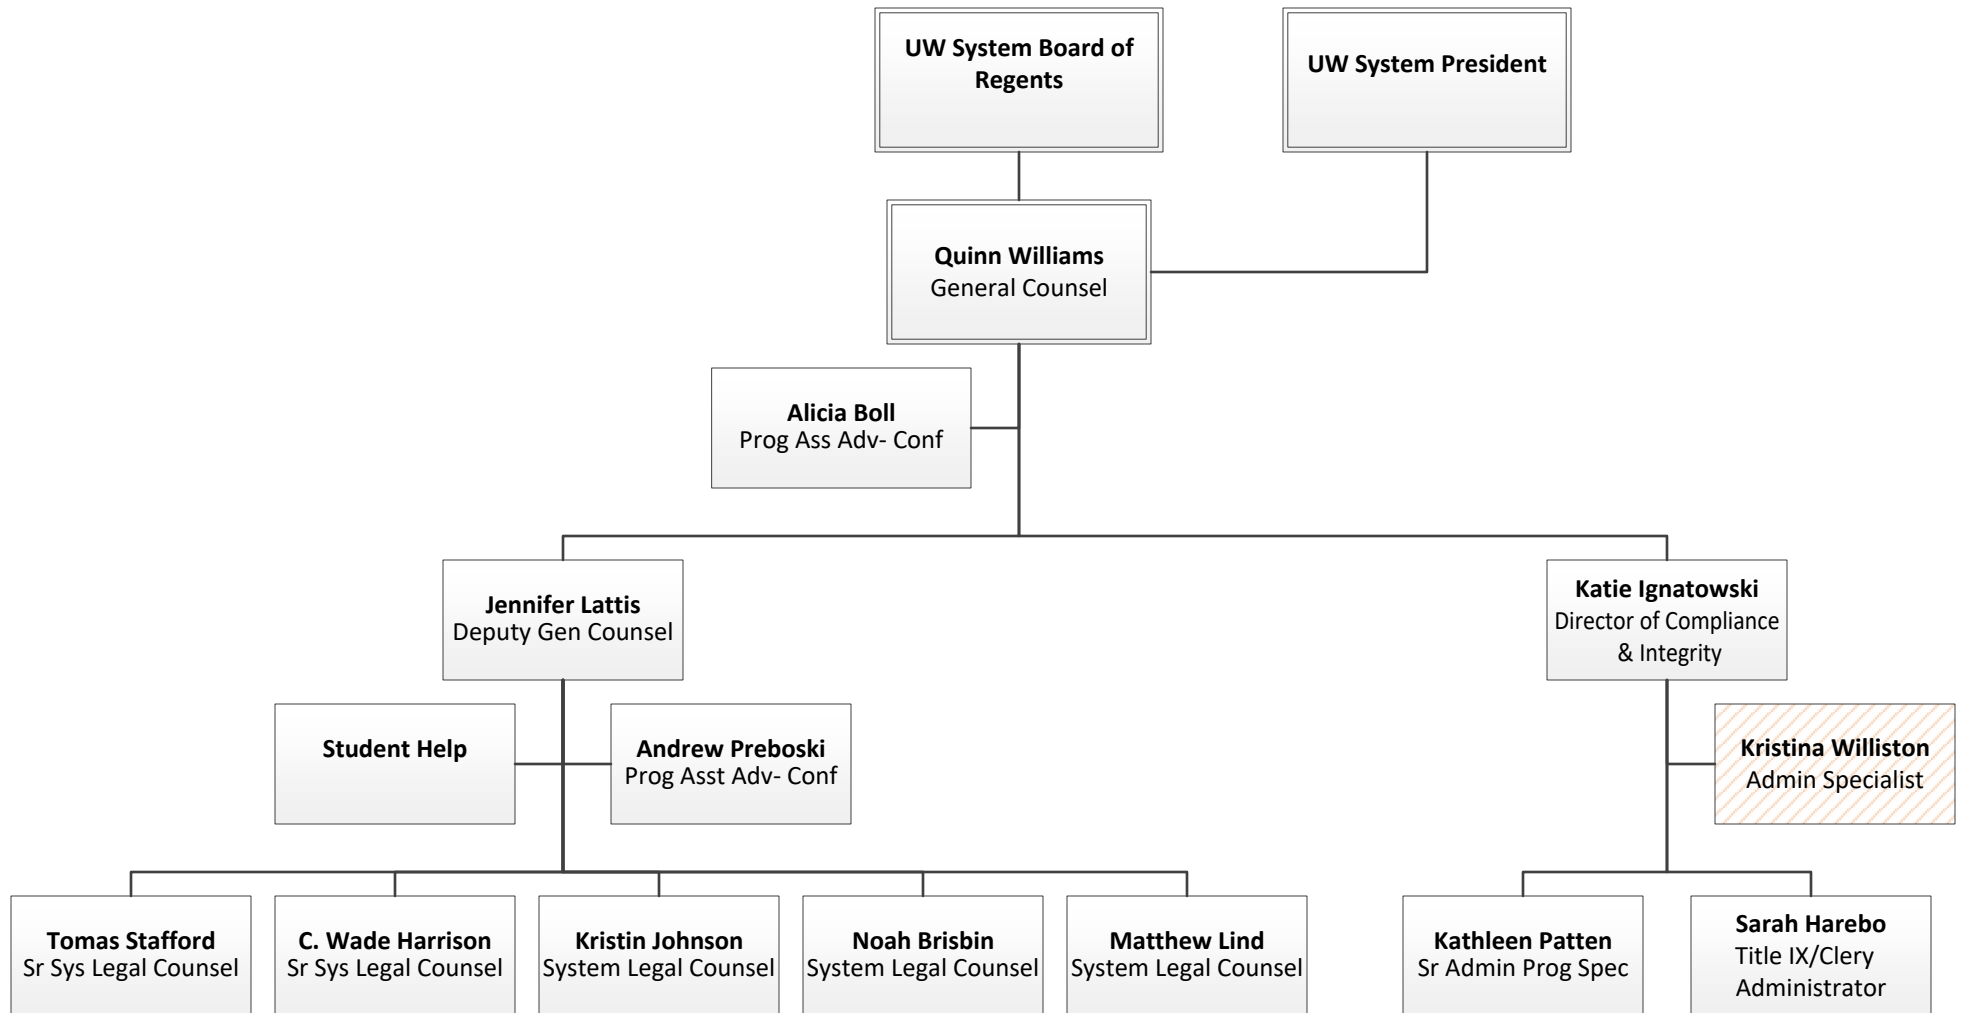 UW System Board of
Regents
UW System President
Quinn Williams
General Counsel
Alicia Boll
Prog Ass Adv- Conf
Jennifer Lattis
Deputy Gen Counsel
Katie Ignatowski
Director of Compliance
& Integrity
Student Help
Andrew Preboski
Prog Asst Adv- Conf
Kristina Williston
Admin Specialist
Tomas Stafford
Sr Sys Legal Counsel
C. Wade Harrison
Sr Sys Legal Counsel
Kristin Johnson
System Legal Counsel
Noah Brisbin
System Legal Counsel
Matthew Lind
System Legal Counsel
Kathleen Patten
Sr Admin Prog Spec
Sarah Harebo
Title IX/Clery
Administrator